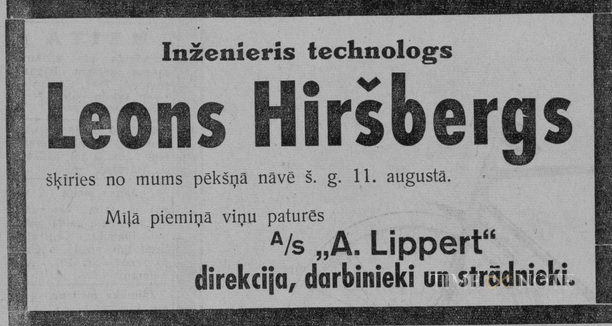 Inženieris technologs
Leons Hiršbergs
šķiries no mums pēkšņā nāvē š. g. 11. augustā.
Mīļā piemiņā viņu paturēs
A/s „A. Lippert“
direkcija, darbinieki un strādnieki.